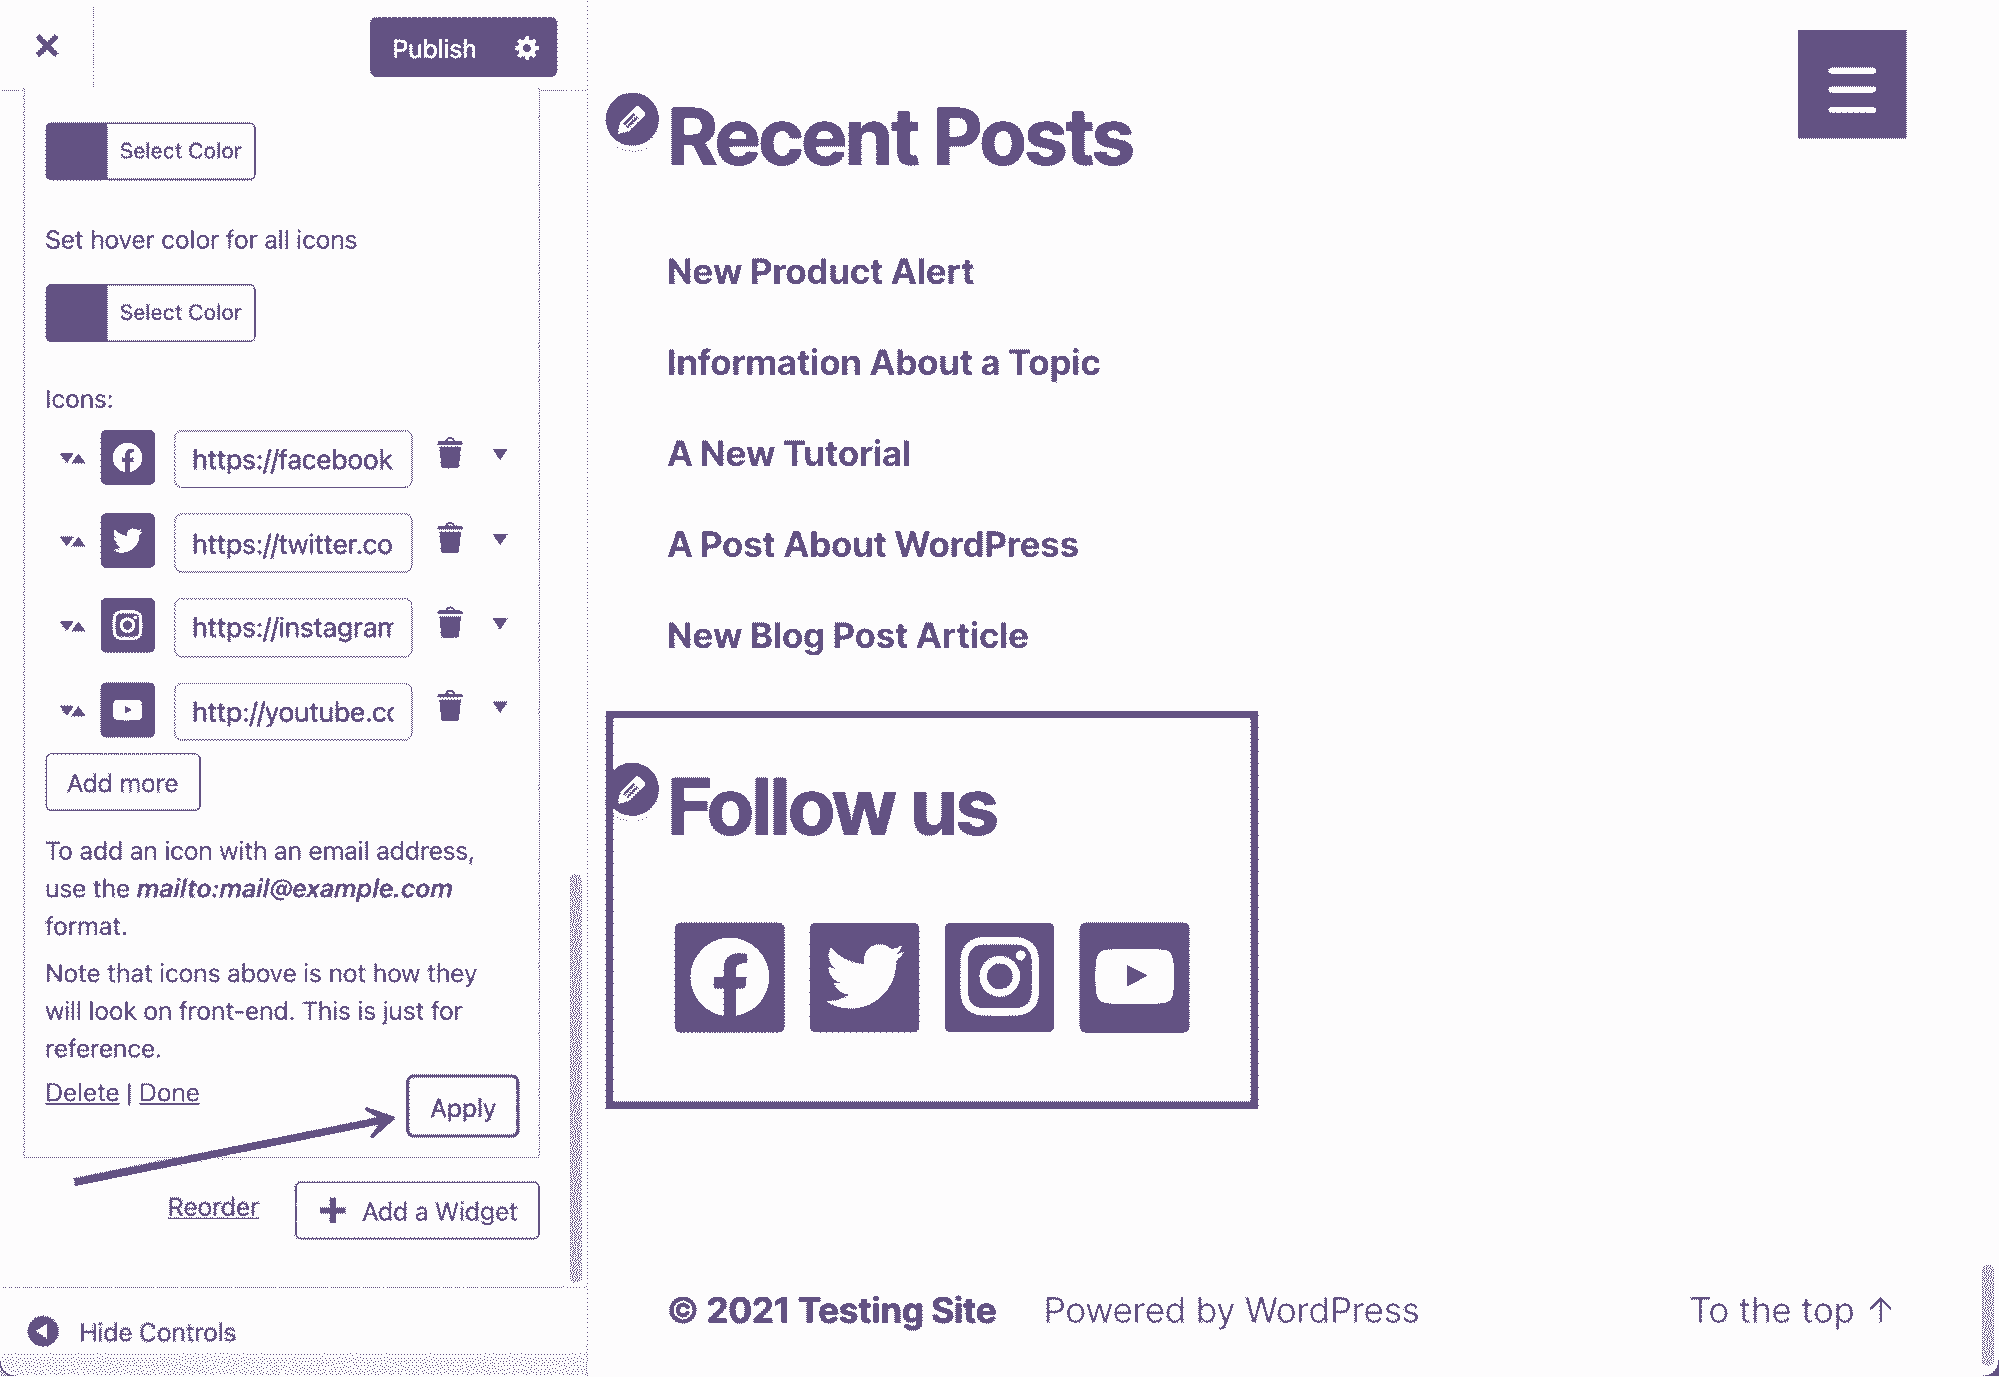 Publish
Select Color
Set hover color for all icons
Select Color
Icons:
https://facebook
https://twitter.co
https://instagram
http://youtube.cc
Add more
To add an icon with an email address,
use the mailto:mail@example.com
format.
Note that icons above is not how they
will look on front-end. This is just for
reference.
Delete | Done
Apply
Reorder
Add a Widget
Hide Controls
Recent Posts
New Product Alert
Information About a Topic
A New Tutorial
A Post About WordPress
New Blog Post Article
Follow us
© 2021 Testing Site
Powered by WordPress
To the top ↑